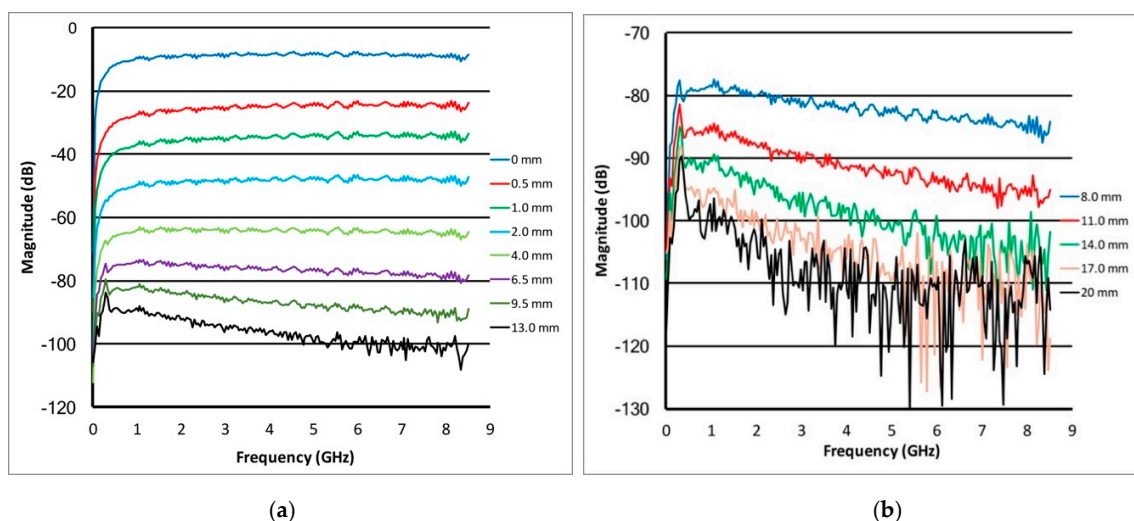 0
-20
-40
-60
-80
-100
-120
Magnitude (dB)
0 1 2 3 4 5 6 7 8 9
Frequency (GHz)
0 mm
0.5 mm
1.0 mm
2.0 mm
4.0 mm
6.5 mm
9.5 mm
13.0 mm
(a)
-70
-80
-90
-100
-110
-120
-130
Magnitude (dB)
0 1 2 3 4 5 6 7 8 9
Frequency (GHz)
8.0 mm
11.0 mm
14.0 mm
17.0 mm
20 mm
(b)